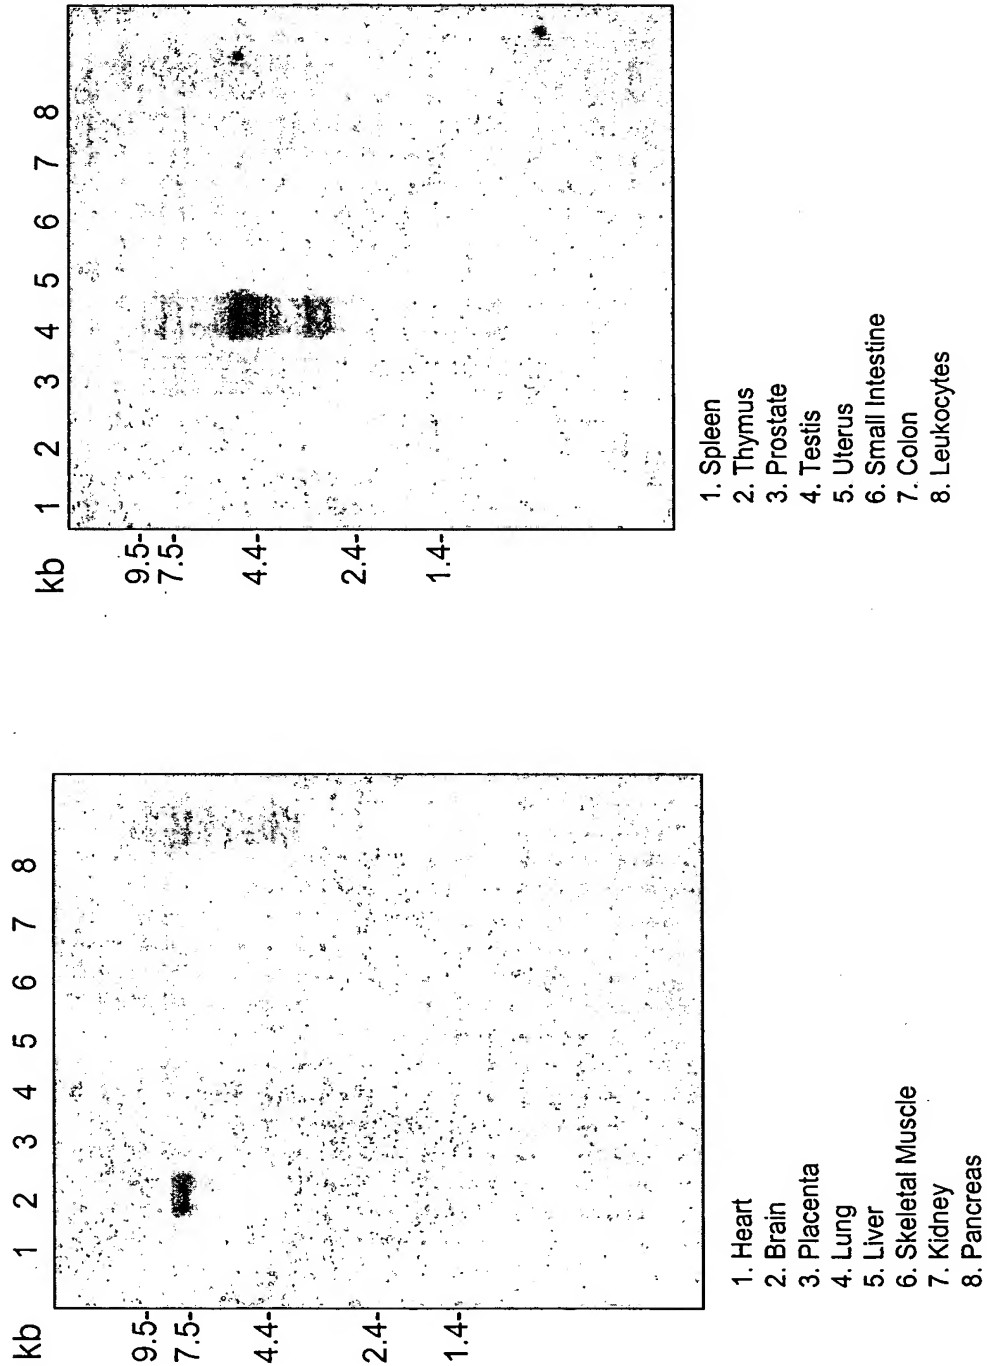 kb 1 2 3 4 5 6 7 8
9.5-
7.5-
4.4-
2.4-
1.4-
1. Heart
2. Brain
3. Placenta
4. Lung
5. Liver
6. Skeletal Muscle
7. Kidney
8. Pancreas
kb 1 2 3 4 5 6 7 8
9.5-
7.5-
4.4-
2.4-
1.4-
1. Spleen
2. Thymus
3. Prostate
4. Testis
5. Uterus
6. Small Intestine
7. Colon
8. Leukocytes